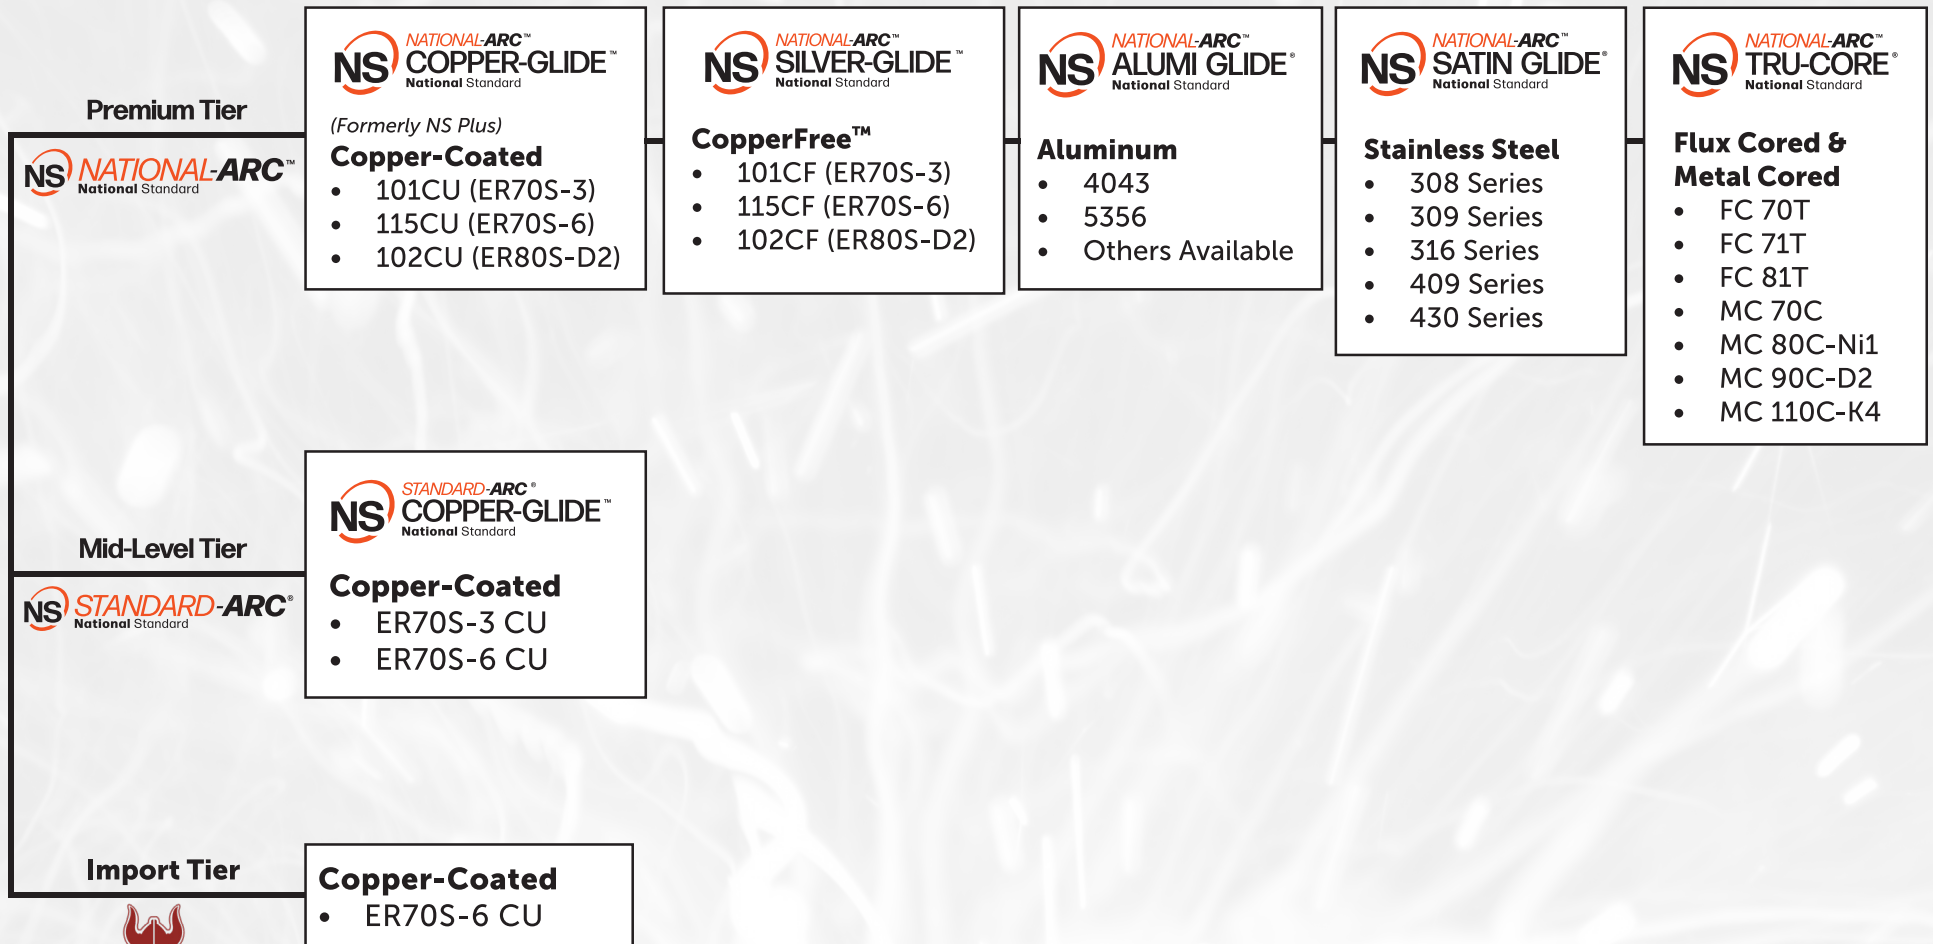 Premium Tier
NS NATIONAL-ARC™
National Standard
NS NATIONAL-ARC™
COPPER-GLIDE™
National Standard
(Formerly NS Plus)
Copper-Coated
• 101CU (ER70S-3)
• 115CU (ER70S-6)
• 102CU (ER80S-D2)
NS NATIONAL-ARC™
SILVER-GLIDE™
National Standard
CopperFree™
• 101CF (ER70S-3)
• 115CF (ER70S-6)
• 102CF (ER80S-D2)
NS NATIONAL-ARC™
ALUMI GLIDE®
National Standard
Aluminum
• 4043
• 5356
• Others Available
NS NATIONAL-ARC™
SATIN GLIDE®
National Standard
Stainless Steel
• 308 Series
• 309 Series
• 316 Series
• 409 Series
• 430 Series
NS NATIONAL-ARC™
TRU-CORE®
National Standard
Flux Cored &
Metal Cored
• FC 70T
• FC 71T
• FC 81T
• MC 70C
• MC 80C-Ni1
• MC 90C-D2
• MC 110C-K4
Mid-Level Tier
NS STANDARD-ARC®
National Standard
NS STANDARD-ARC®
COPPER-GLIDE™
National Standard
Copper-Coated
• ER70S-3 CU
• ER70S-6 CU
Import Tier
Copper-Coated
• ER70S-6 CU